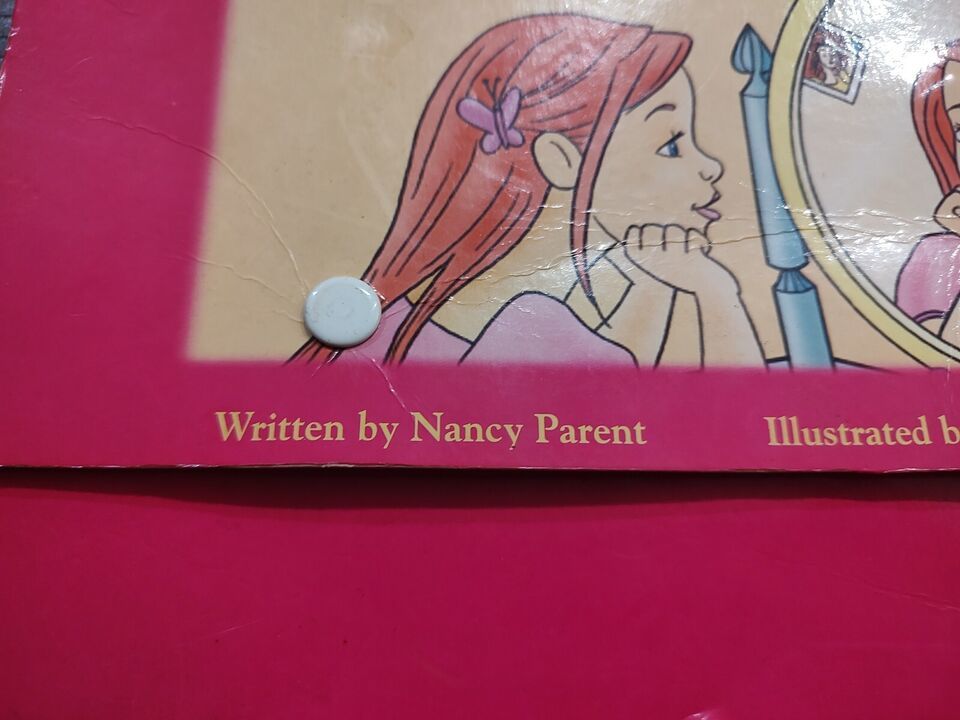 Written by Nancy Parent
Illustrated b